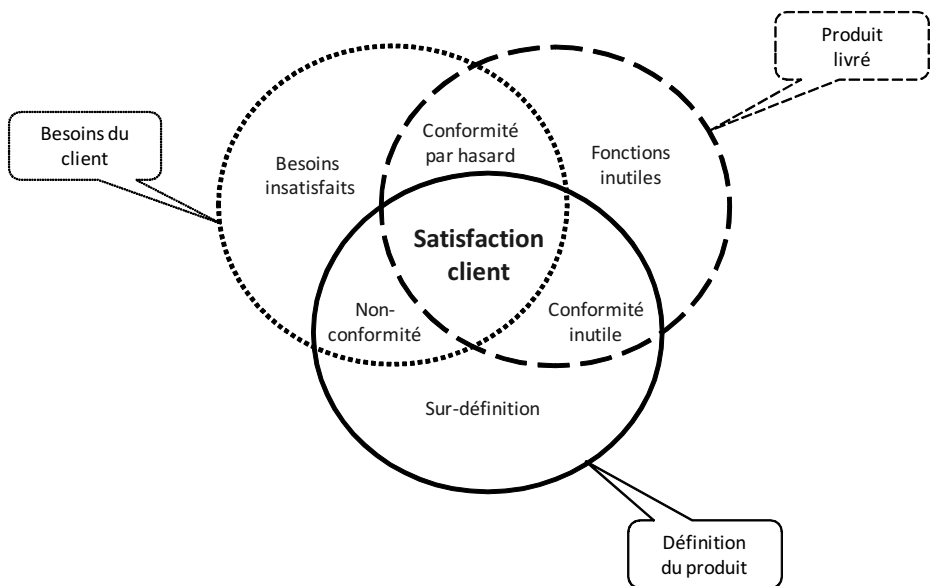 Produit
livré
Besoins du
client
Conformité
par hasard
Besoins
insatisfaits
Fonctions
inutiles
Satisfaction
client
Non-
conformité
Conformité
inutile
Sur-définition
Définition
du produit